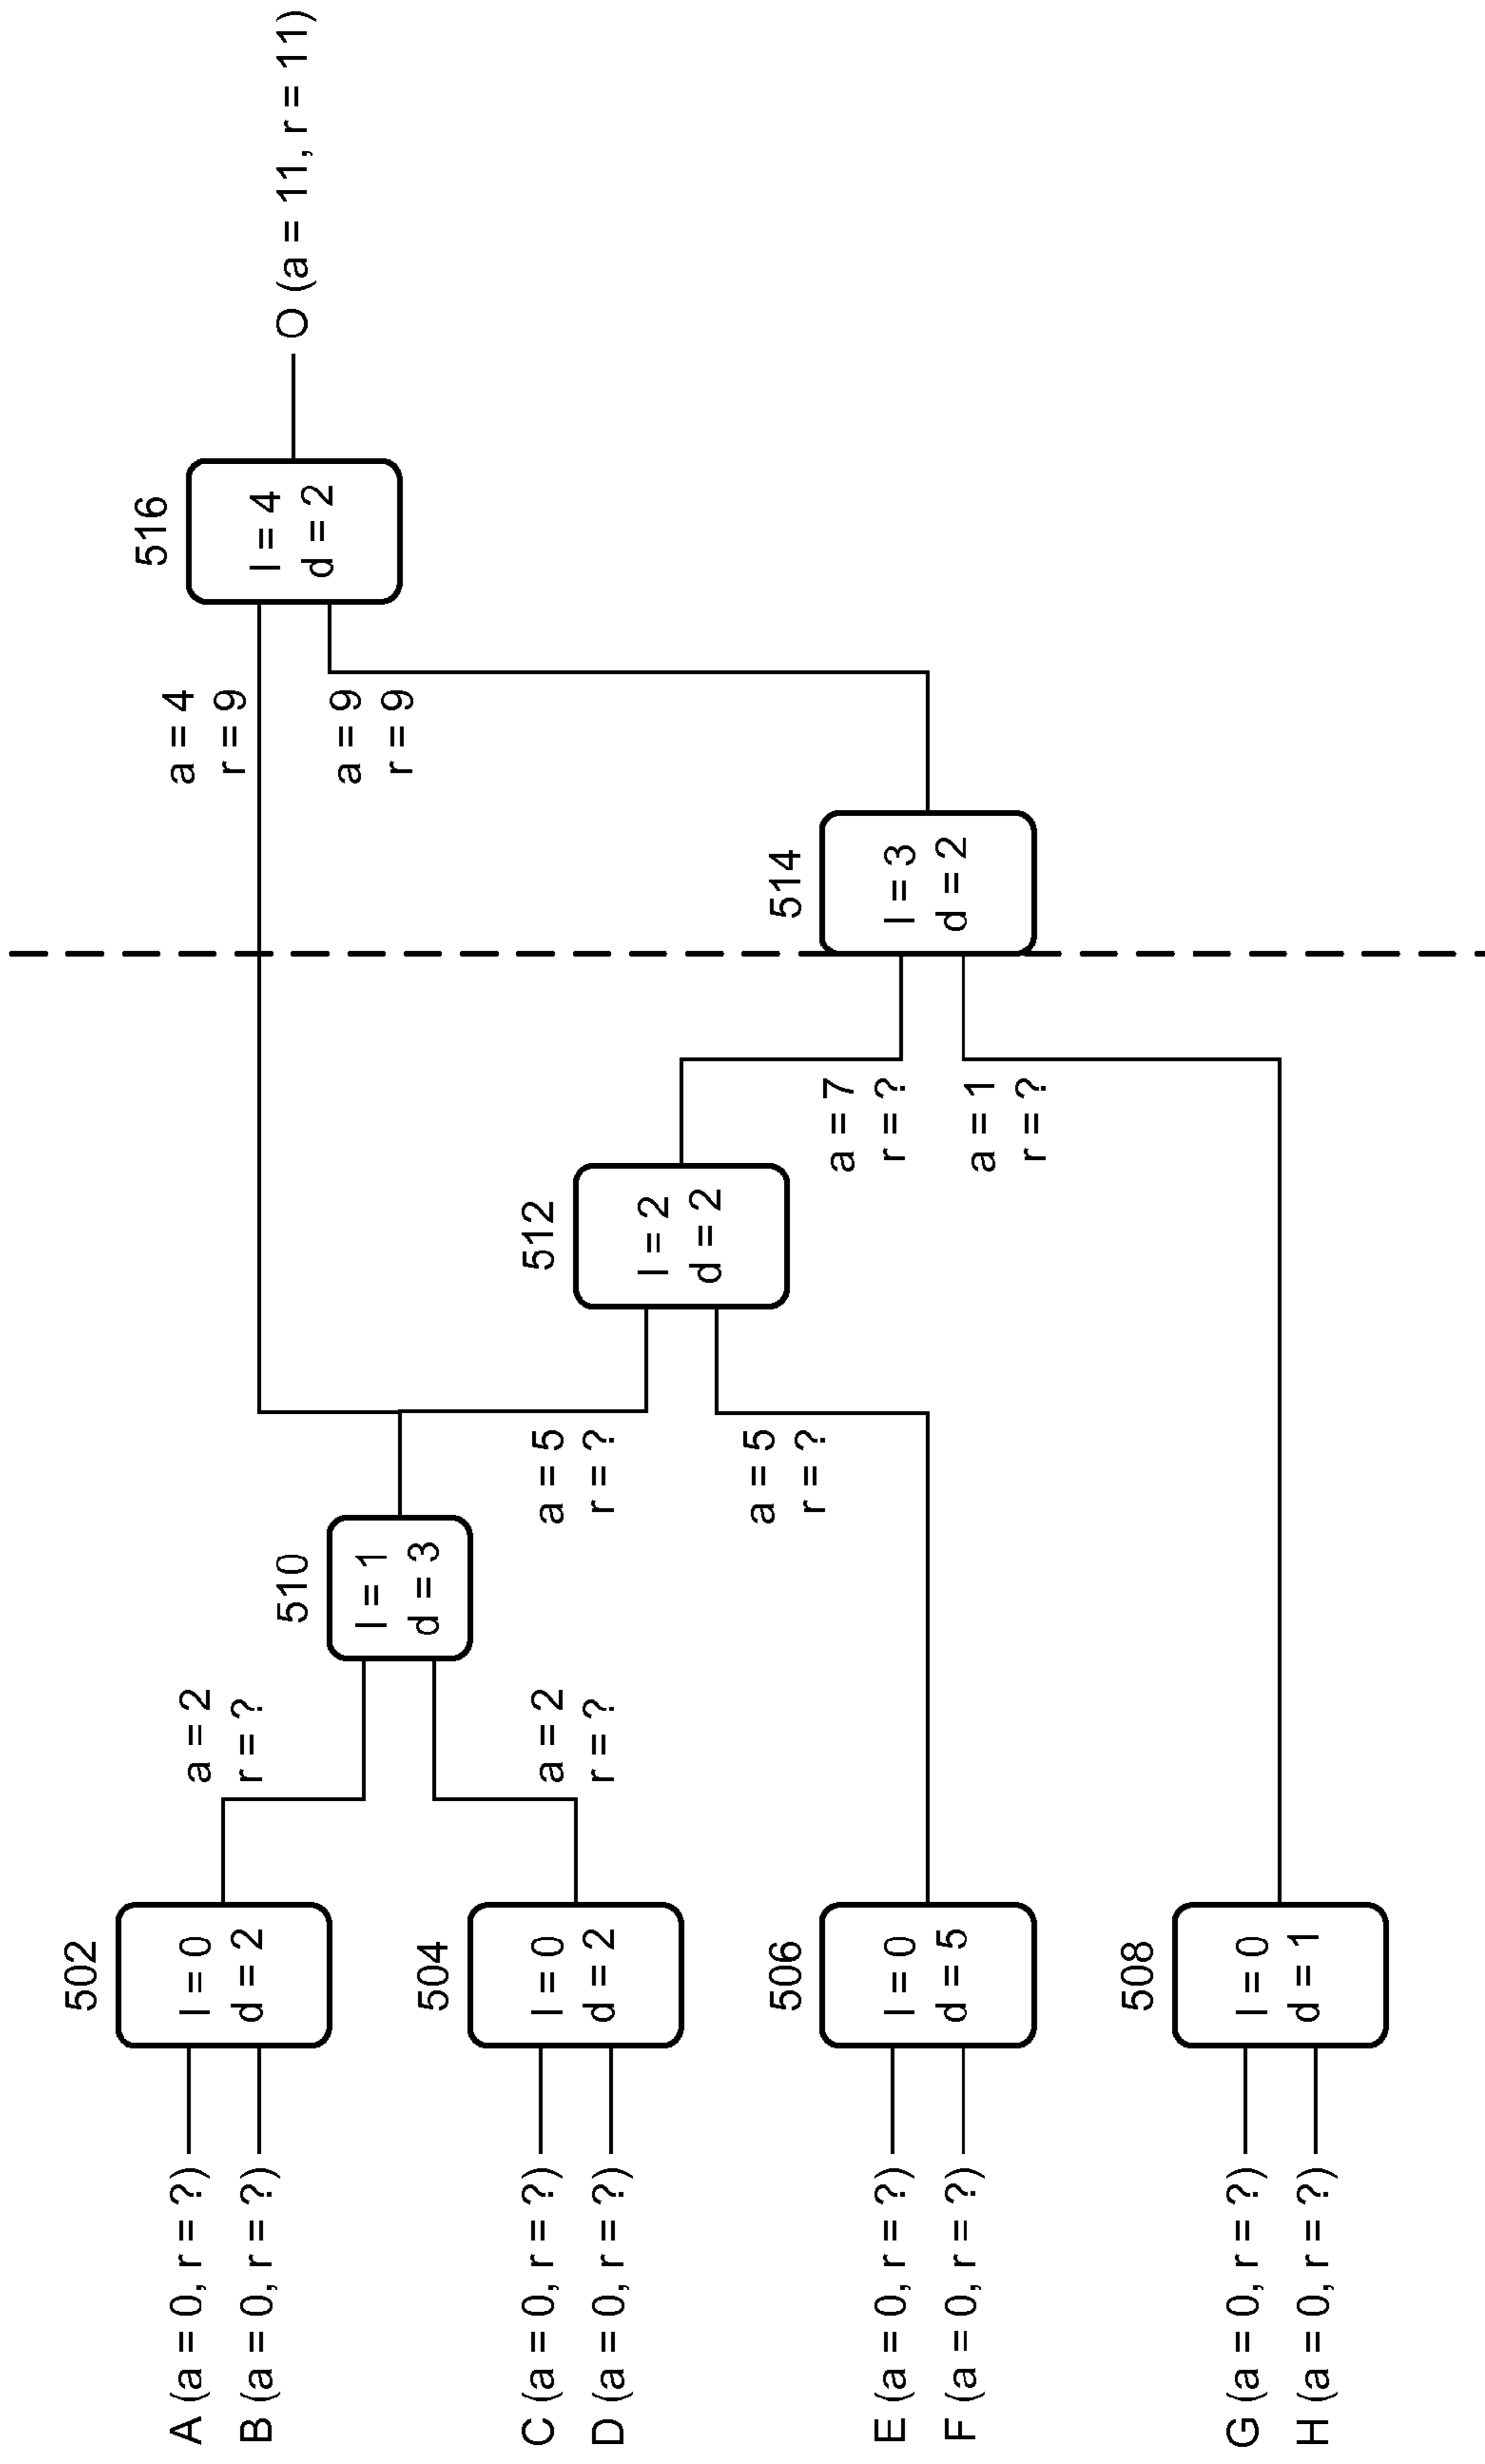 A (a = 0, r = ?)
B (a = 0, r = ?)
C (a = 0, r = ?)
D (a = 0, r = ?)
E (a = 0, r = ?)
F (a = 0, r = ?)
G (a = 0, r = ?)
H (a = 0, r = ?)
502
l = 0
d = 2
504
l = 0
d = 2
506
l = 0
d = 5
508
l = 0
d = 1
a = 2
r = ?
a = 2
r = ?
510
l = 1
d = 3
a = 5
r = ?
a = 5
r = ?
512
l = 2
d = 2
a = 7
r = ?
a = 1
r = ?
514
l = 3
d = 2
a = 4
r = 9
a = 9
r = 9
516
l = 4
d = 2
O (a = 11, r = 11)